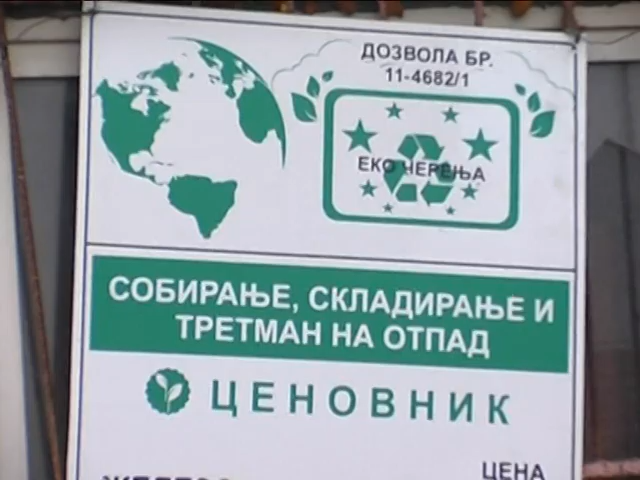 ДОЗВОЛА БР.
11-4682/1
ЕКО ЧЕРЕЊА
СОБИРАЊЕ, СКЛАДИРАЊЕ И
ТРЕТМАН НА ОТПАД
ЦЕНОВНИК
ЦЕНА